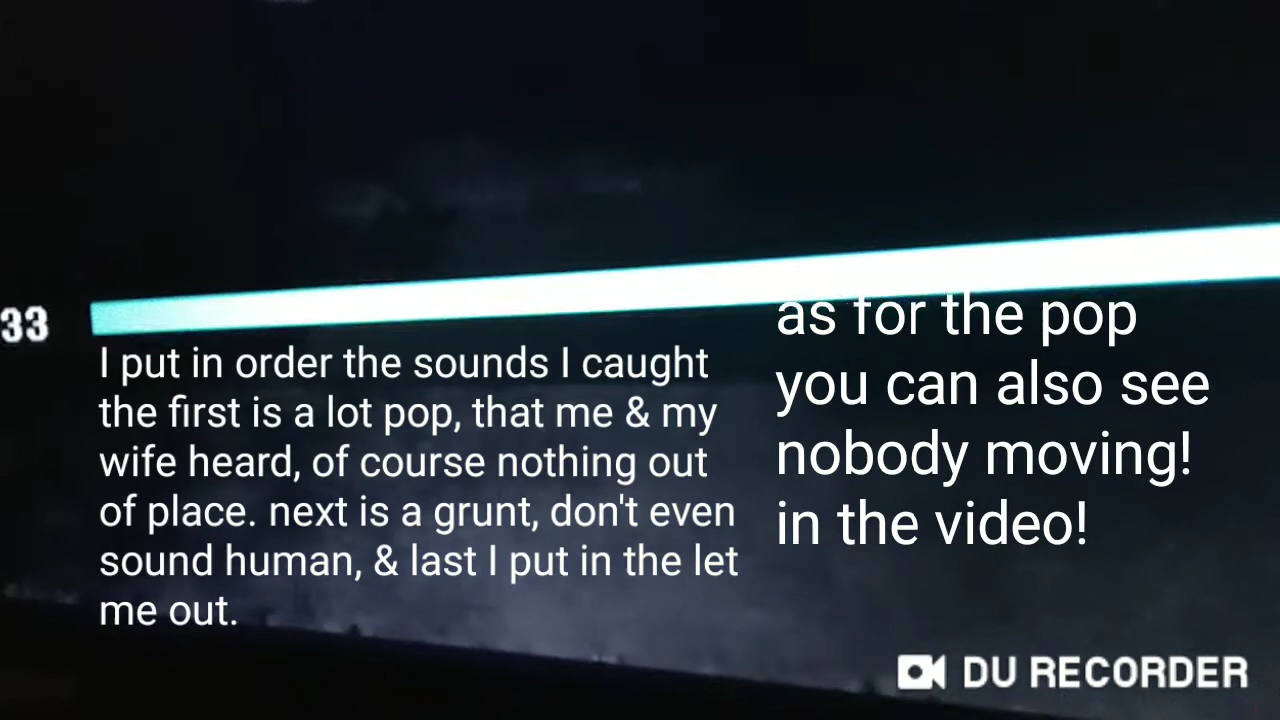 33
I put in order the sounds I caught
the first is a lot pop, that me & my
wife heard, of course nothing out
of place. next is a grunt, don't even
sound human, & last I put in the let
me out.
as for the pop
you can also see
nobody moving!
in the video!
DU RECORDER